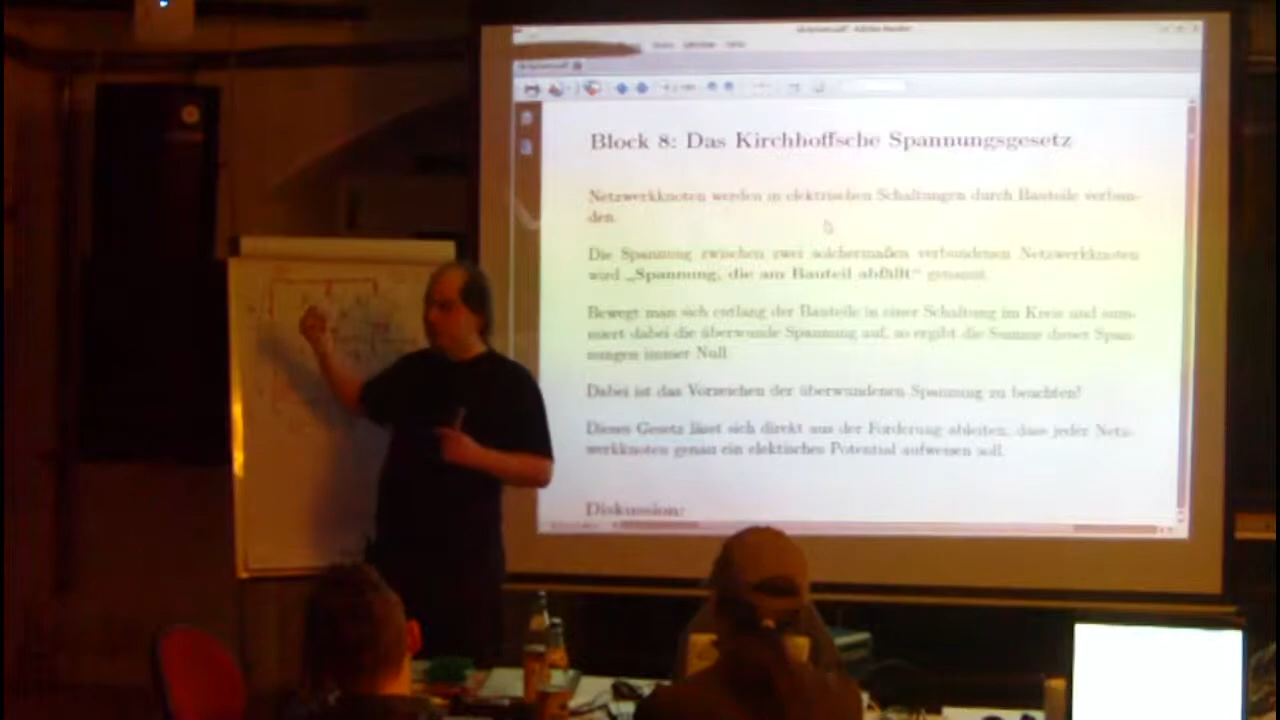 Block 8: Das Kirchhoffsche Spannungsgesetz
Netzwerkknoten werden in elektrischen Schaltungen durch Bauteile verbun-
den.
Die Spannung zwischen zwei solchermaßen verbundenen Netzwerkknoten
wird „Spannung, die am Bauteil abfällt“ genannt.
Bewegt man sich entlang der Bauteile in einer Schaltung im Kreis und sum-
miert dabei die überwunde Spannung auf, so ergibt die Summe dieser Span-
nungen immer Null.
Dabei ist das Vorzeichen der überwundenen Spannung zu beachten!
Dieses Gesetz lässt sich direkt aus der Forderung ableiten, dass jeder Netz-
werkknoten genau ein elektisches Potential aufweisen soll.
Diskussion: